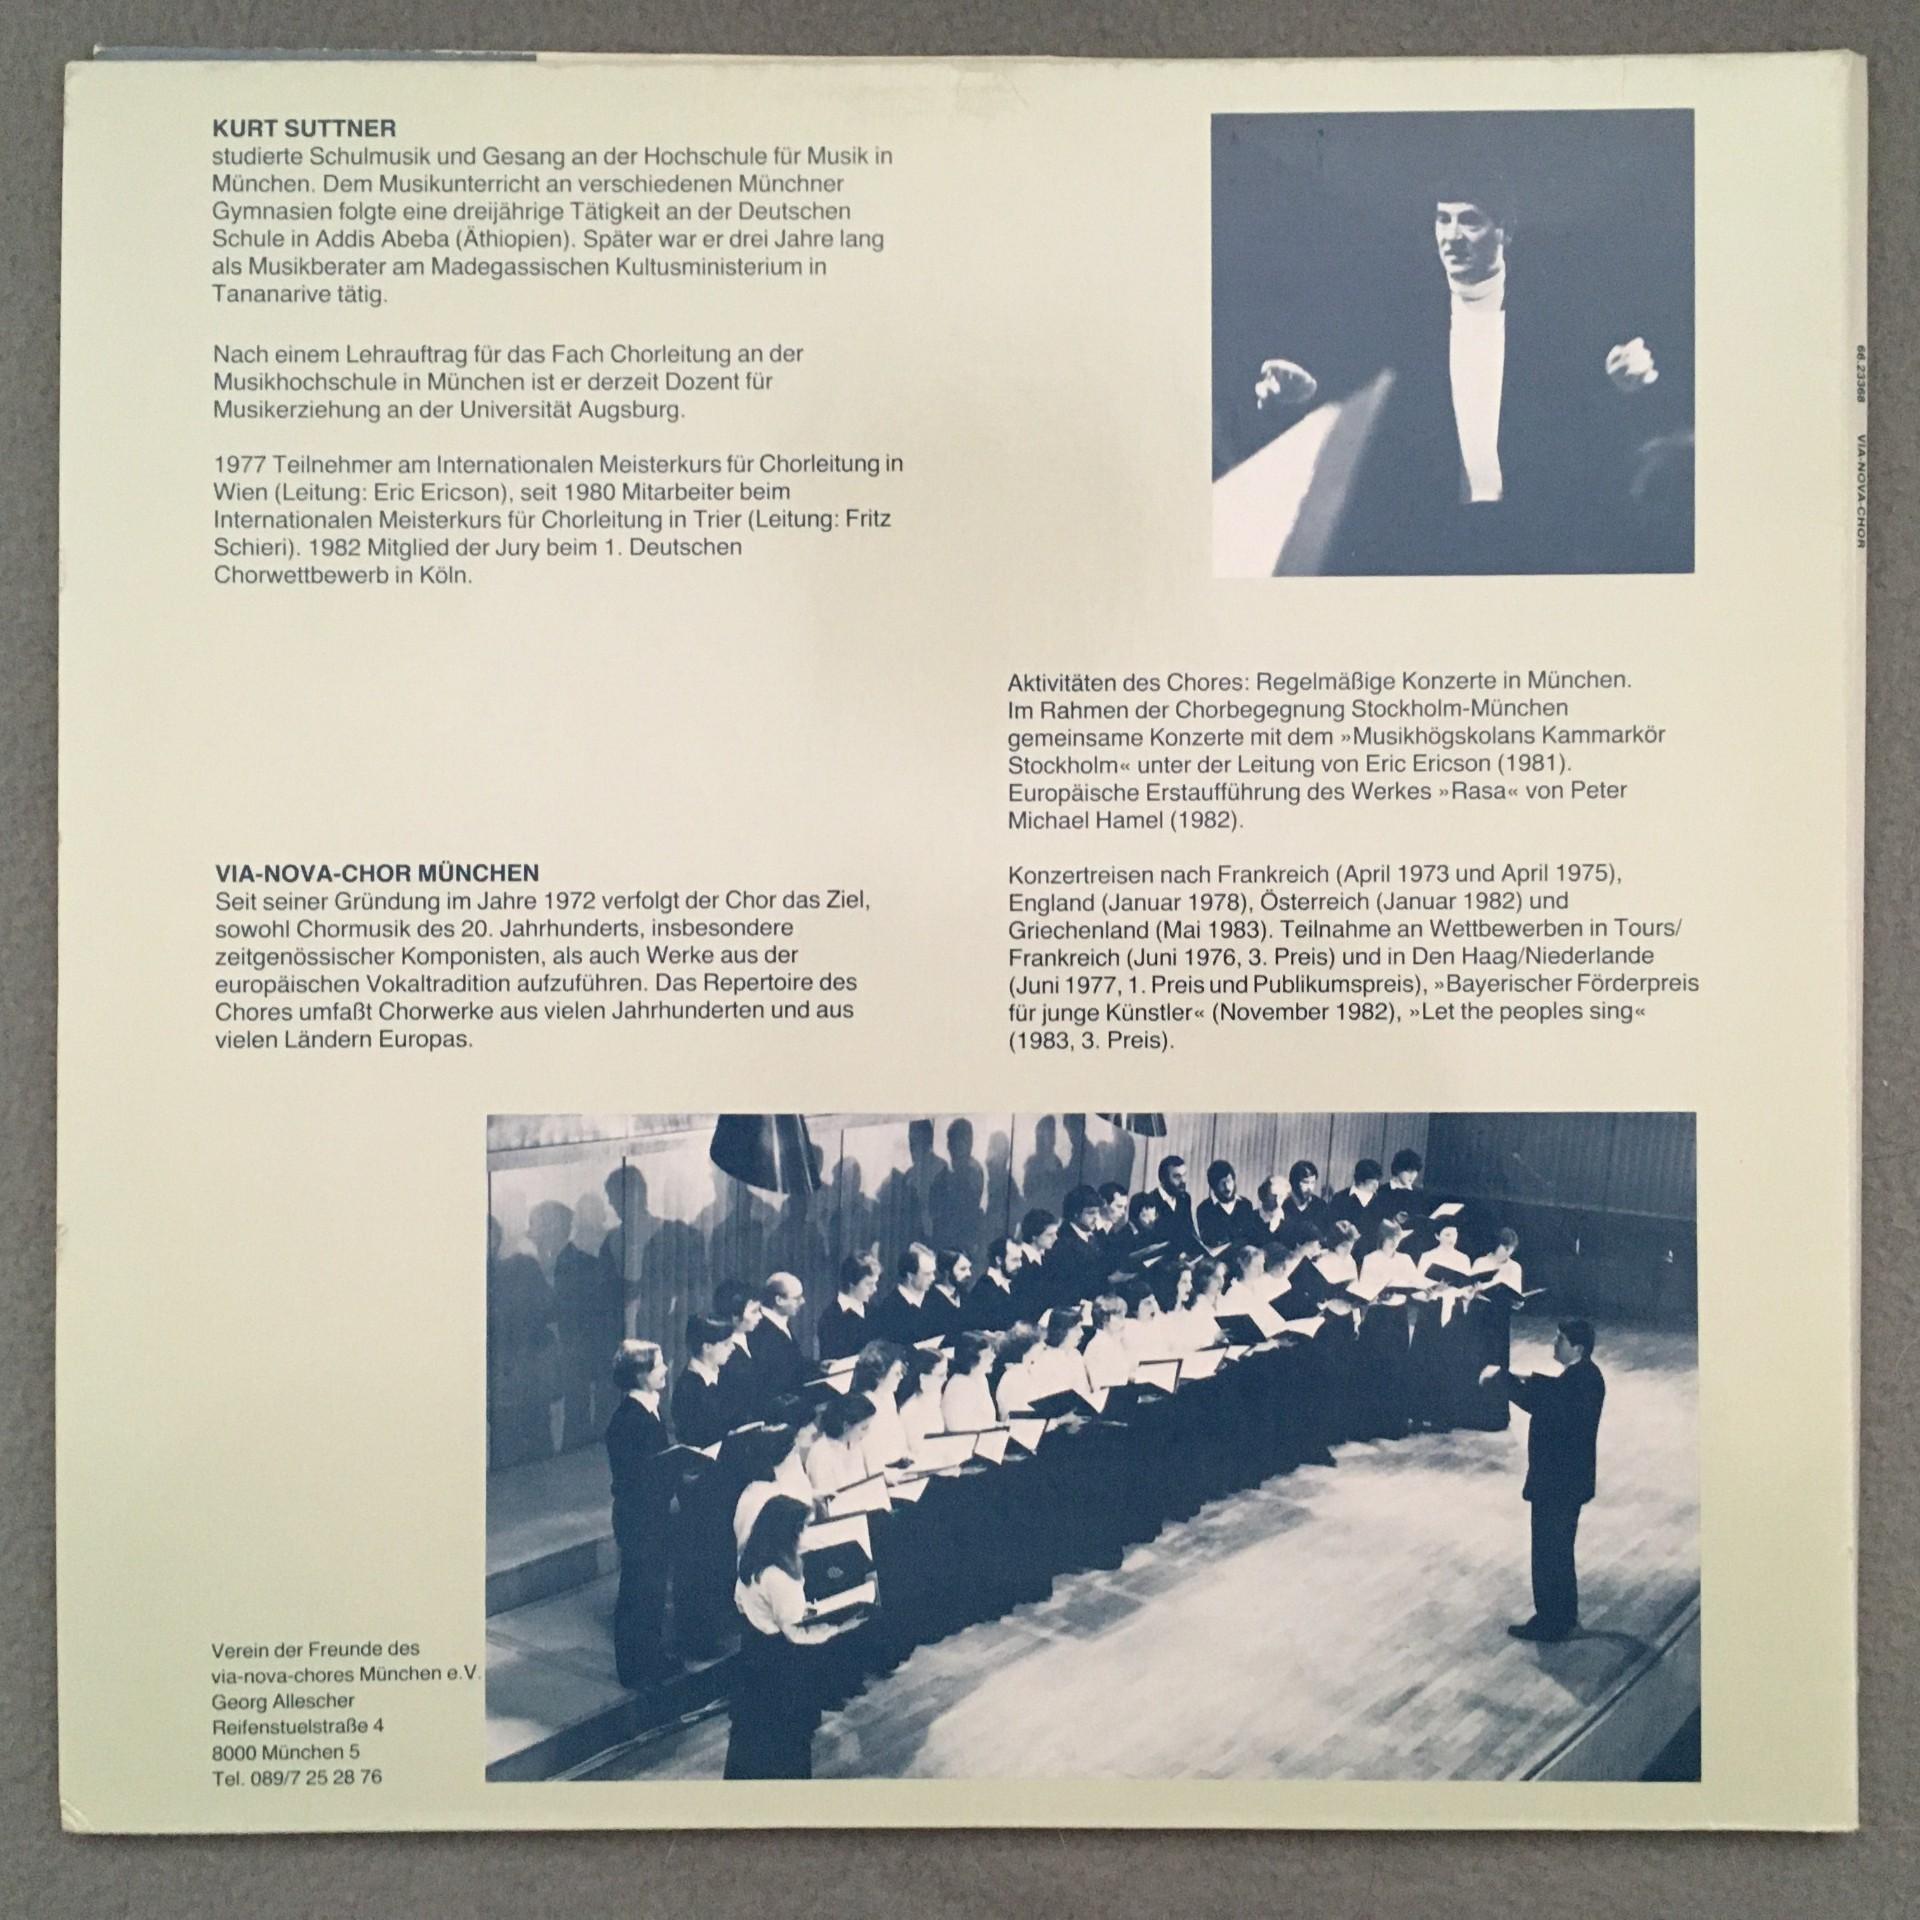 KURT SUTTNER
studierte Schulmusik und Gesang an der Hochschule für Musik in
München. Dem Musikunterricht an verschiedenen Münchner
Gymnasien folgte eine dreijährige Tätigkeit an der Deutschen
Schule in Addis Abeba (Äthiopien). Später war er drei Jahre lang
als Musikberater am Madegassischen Kultusministerium in
Tananarive tätig.
Nach einem Lehrauftrag für das Fach Chorleitung an der
Musikhochschule in München ist er derzeit Dozent für
Musikerziehung an der Universität Augsburg.
1977 Teilnehmer am Internationalen Meisterkurs für Chorleitung in
Wien (Leitung: Eric Ericson), seit 1980 Mitarbeiter beim
Internationalen Meisterkurs für Chorleitung in Trier (Leitung: Fritz
Schieri). 1982 Mitglied der Jury beim 1. Deutschen
Chorwettbewerb in Köln.
VIA-NOVA-CHOR MÜNCHEN
Seit seiner Gründung im Jahre 1972 verfolgt der Chor das Ziel,
sowohl Chormusik des 20. Jahrhunderts, insbesondere
zeitgenössischer Komponisten, als auch Werke aus der
europäischen Vokaltradition aufzuführen. Das Repertoire des
Chores umfaßt Chorwerke aus vielen Jahrhunderten und aus
vielen Ländern Europas.
Aktivitäten des Chores: Regelmäßige Konzerte in München.
Im Rahmen der Chorbegegnung Stockholm-München
gemeinsame Konzerte mit dem »Musikhögskolans Kammarkör
Stockholm« unter der Leitung von Eric Ericson (1981).
Europäische Erstaufführung des Werkes »Rasa« von Peter
Michael Hamel (1982).
Konzertreisen nach Frankreich (April 1973 und April 1975),
England (Januar 1978), Österreich (Januar 1982) und
Griechenland (Mai 1983). Teilnahme an Wettbewerben in Tours/
Frankreich (Juni 1976, 3. Preis) und in Den Haag/Niederlande
(Juni 1977, 1. Preis und Publikumspreis), »Bayerischer Förderpreis
für junge Künstler« (November 1982), »Let the peoples sing«
(1983, 3. Preis).
Verein der Freunde des
via-nova-chores München e.V.
Georg Allescher
Reifenstuelstraße 4
8000 München 5
Tel. 089/7 25 28 76
66.23368 VIA-NOVA-CHOR